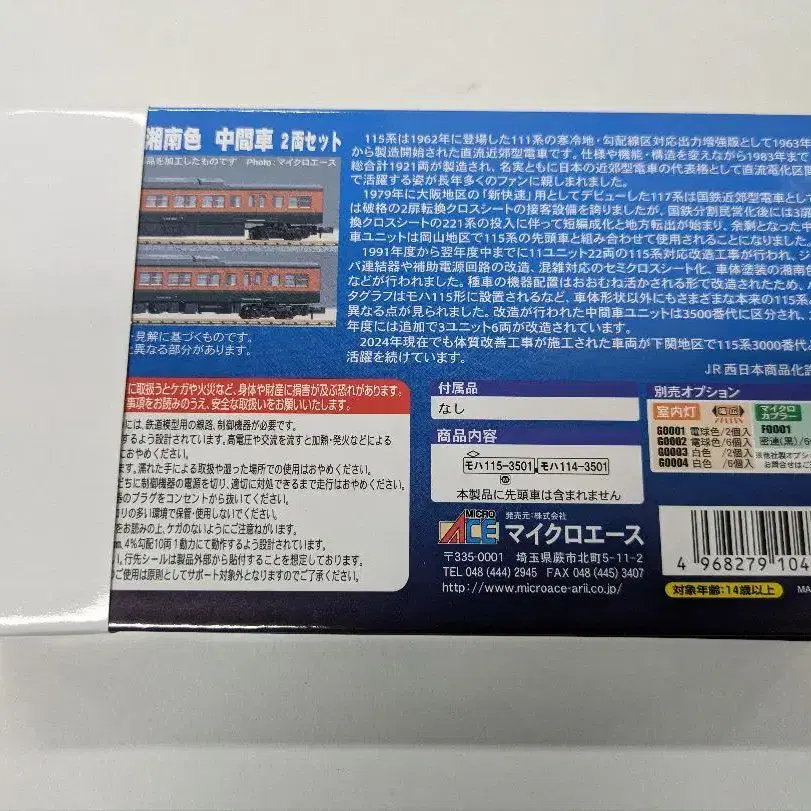 湘南色 中間車 2両セット
品を加工したものです Photo:マイクロエース
見解に基づくものです。
異なる部分があります。
115系は1962年に登場した111系の寒冷地・勾配線区対応出力増強版として1963年
から製造開始された直流近郊型電車です。仕様や機能・構造を変えながら1983年まで
総合計1921両が製造され、名実ともに日本の近郊型電車の代表格として直流電化区間
で活躍する姿が長年多くのファンに親しまれました。
1979年に大阪地区の「新快速」用としてデビューした117系は国鉄近郊型電車として
は破格の2扉転換クロスシートの接客設備を誇りましたが、国鉄分割民営化後には3扉
換クロスシートの221系の投入に伴って短編成化と地方転出が始まり、余剰となった中
車ユニットは岡山地区で115系の先頭車と組み合わせて使用されることになりました
1991年度から翌年度中までに11ユニット22両の115系対応改造工事が行われ、ジ
パ連結器や補助電源回路の改造、混雑対応のセミクロスシート化、車体塗装の湘南
などが行われました。種車の機器配置はおおむね活かされる形で改造されたため、
タグラフはモハ115形に設置されるなど、車体形状以外にもさまざまな本来の115系
異なる点が見られました。改造が行われた中間車ユニットは3500番代に区分され、
年度には追加で3ユニット6両が改造されています。
2024年現在でも体質改善工事が施工された車両が下関地区で115系3000番代と
活躍を続けています。
JR西日本商品化許
に取扱うとケガや火災など、身体や財産に損害が及ぶ恐れがあります。
事項をお読みのうえ、安全な取扱いをお願いいたします。
には、鉄道模型用の線路、制御機器が必要です。
するよう設計されています。高電圧や交流を流すと加熱・発火などによる
おやめください。
ます。濡れた手による取扱や湿った場所での使用はおやめください。
どちに制御機器の電源を切り、適切に対処できるまで走行はおやめください。
器のプラグをコンセントから抜いてください。
りの多い環境で保管・使用しないでください。
をお読みの上、ケガのないようにご注意ねがいます。
4%勾配10両1動力にて動作するよう設計されています。
、行先シールは製品外部から貼付することを想定しております。
のご使用は原則としてサポート対象外となりますのでご了承ください。
付属品
なし
商品内容
モハ115-3501 モハ114-3501
本製品に先頭車は含まれません
別売オプション
室内灯
G0001 電球色/2個入
G0002 電球色/6個入
G0003 白色 /2個入
G0004 白色 /6個入
マイクロ
カプラー
F0001
密連(黒)/6
※他社製オプシ
お問合せはご
MICRO
ACE
発売元:株式会社
マイクロエース
〒335-0001 埼玉県蕨市北町5-11-2
TEL 048 (444) 2945 FAX 048 (445) 3407
http://www.microace-arii.co.jp/
4 968279 104
対象年齢:14歳以上
MA